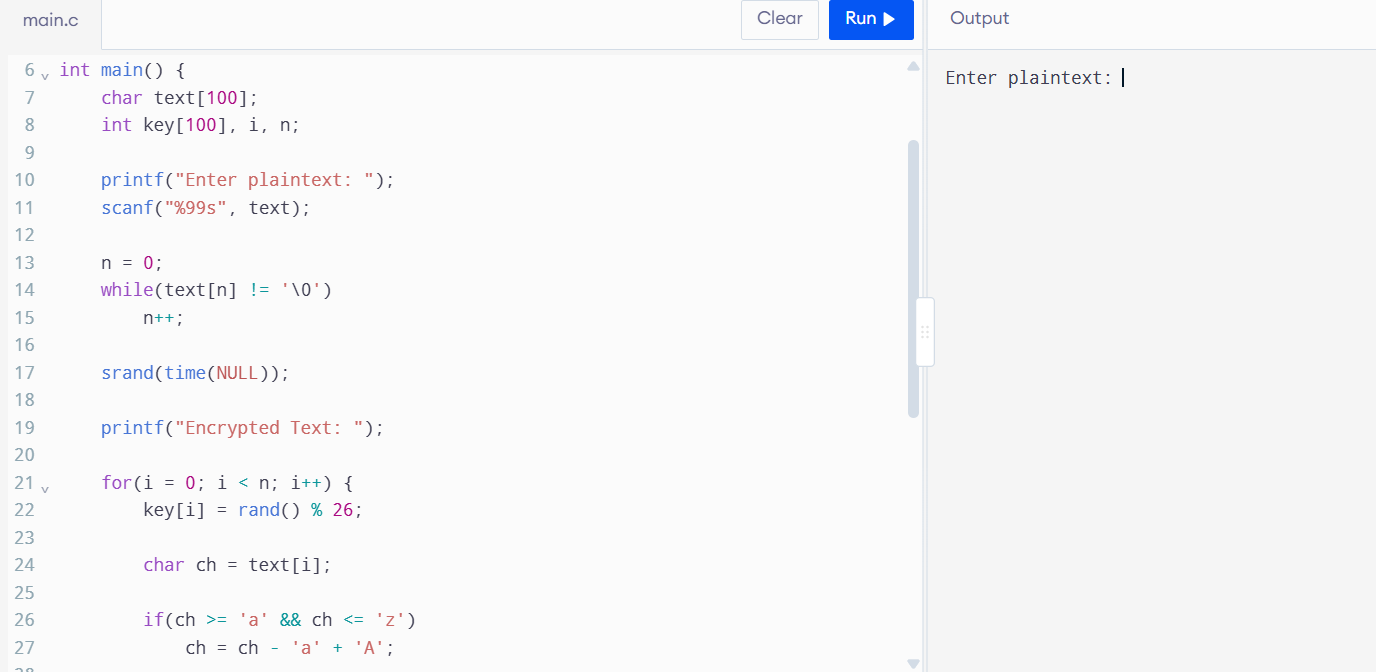 main.c
Clear
Run
Output
6 int main() {
7 char text[100];
8 int key[100], i, n;
9
10 printf("Enter plaintext: ");
11 scanf("%99s", text);
12
13 n = 0;
14 while(text[n] != '\0')
15 n++;
16
17 srand(time(NULL));
18
19 printf("Encrypted Text: ");
20
21 for(i = 0; i < n; i++) {
22 key[i] = rand() % 26;
23
24 char ch = text[i];
25
26 if(ch >= 'a' && ch <= 'z')
27 ch = ch - 'a' + 'A';
Enter plaintext: